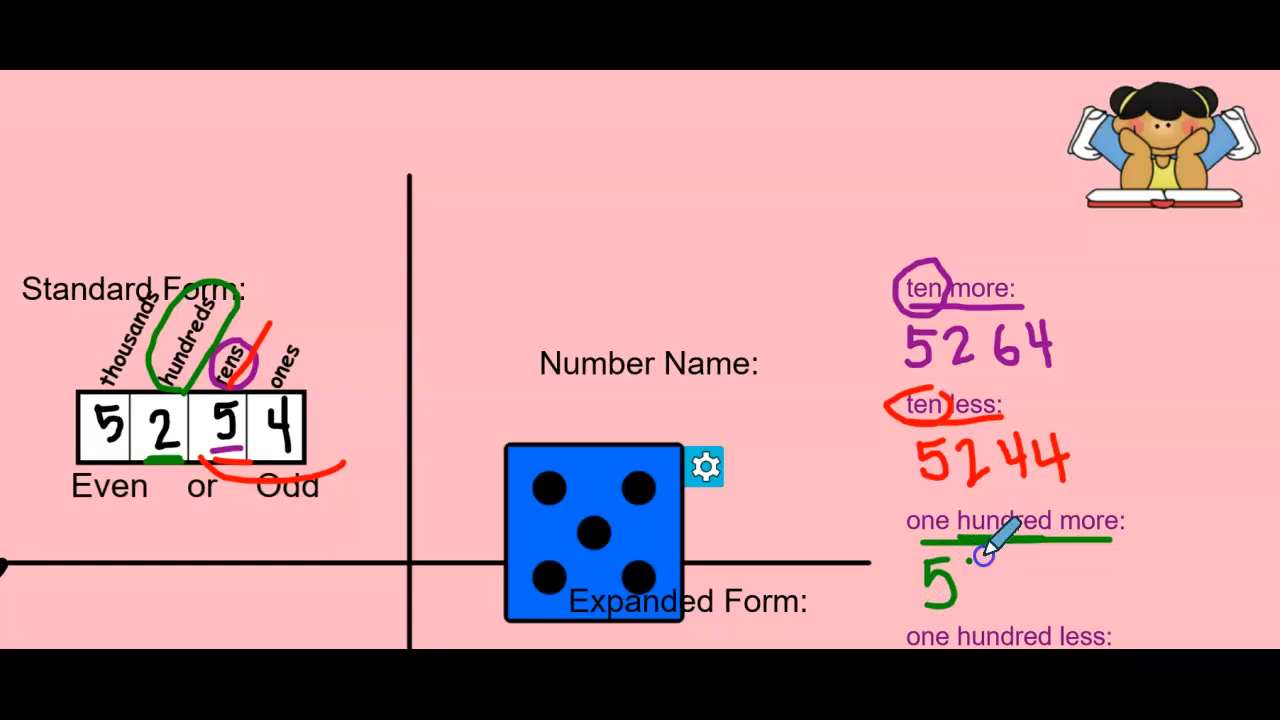 Standard Form:
thousands hundreds tens ones
5 2 5 4
Even or Odd
Number Name:
Expanded Form:
ten more:
5264
ten less:
5244
one hundred more:
5
one hundred less: